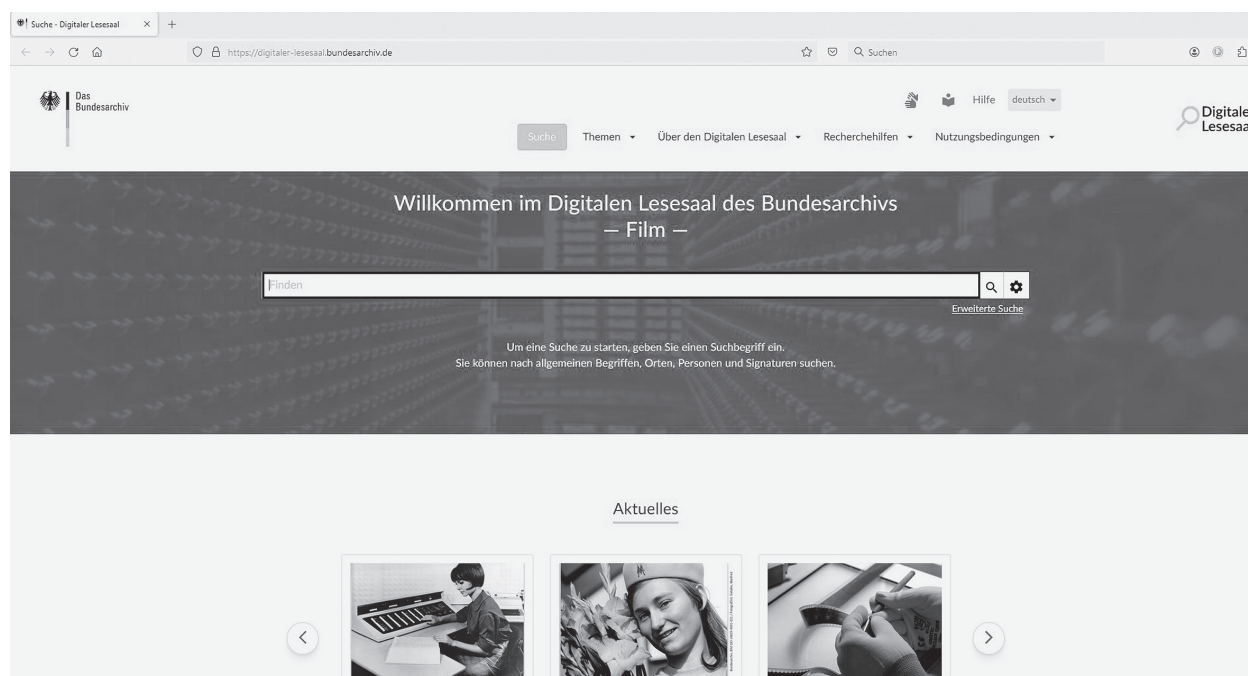 Suche - Digitaler Lesesaal
https://digitaler-lesesaal.bundesarchiv.de
Suchen
Das
Bundesarchiv
Hilfe
deutsch
Digitale
Lesesaa
Suche
Themen
Über den Digitalen Lesesaal
Recherchehilfen
Nutzungsbedingungen
Willkommen im Digitalen Lesesaal des Bundesarchivs
— Film —
Finden
Erweiterte Suche
Um eine Suche zu starten, geben Sie einen Suchbegriff ein.
Sie können nach allgemeinen Begriffen, Orten, Personen und Signaturen suchen.
Aktuelles